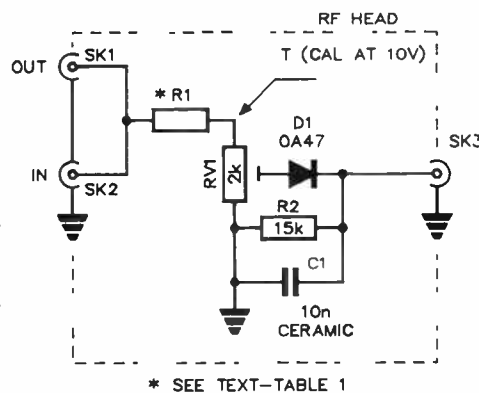 RF HEAD
OUT
SK1
T (CAL AT 10V)
* R1
D1
OA47
SK3
IN
SK2
RV1
2k
R2
15k
C1
10n
CERAMIC
* SEE TEXT-TABLE 1